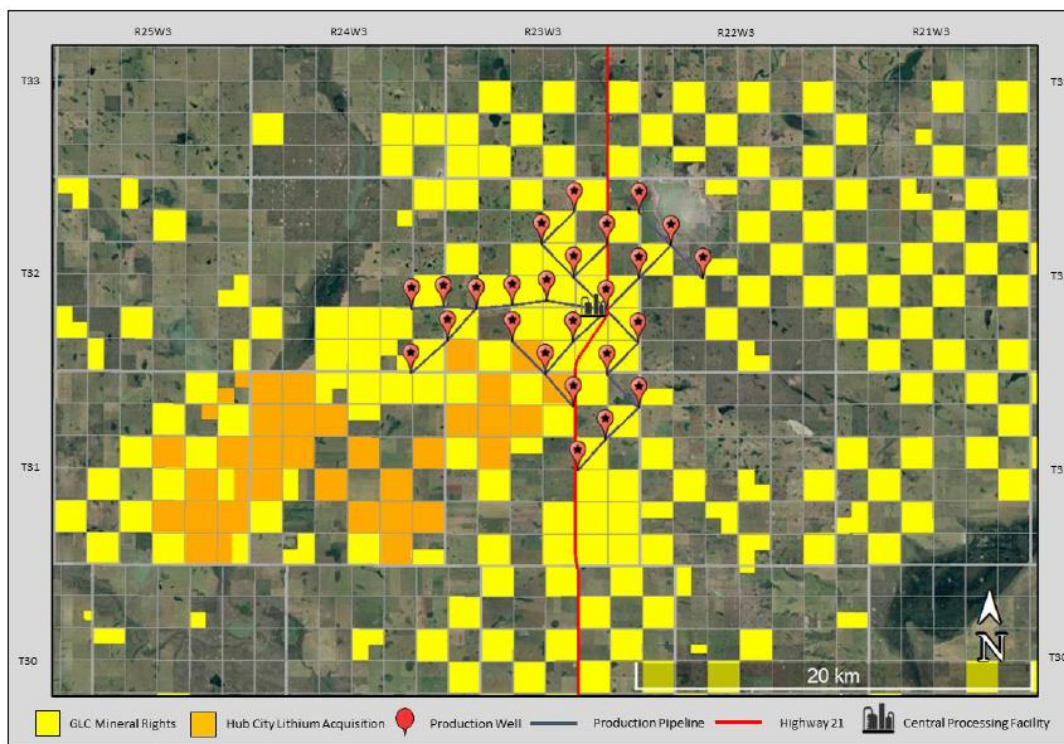 R25W3 R24W3 R23W3 R22W3 R21W3
T33
T32
T31
T30
N
20 km
GLC Mineral Rights Hub City Lithium Acquisition Production Well Production Pipeline Highway 21 Central Processing Facility